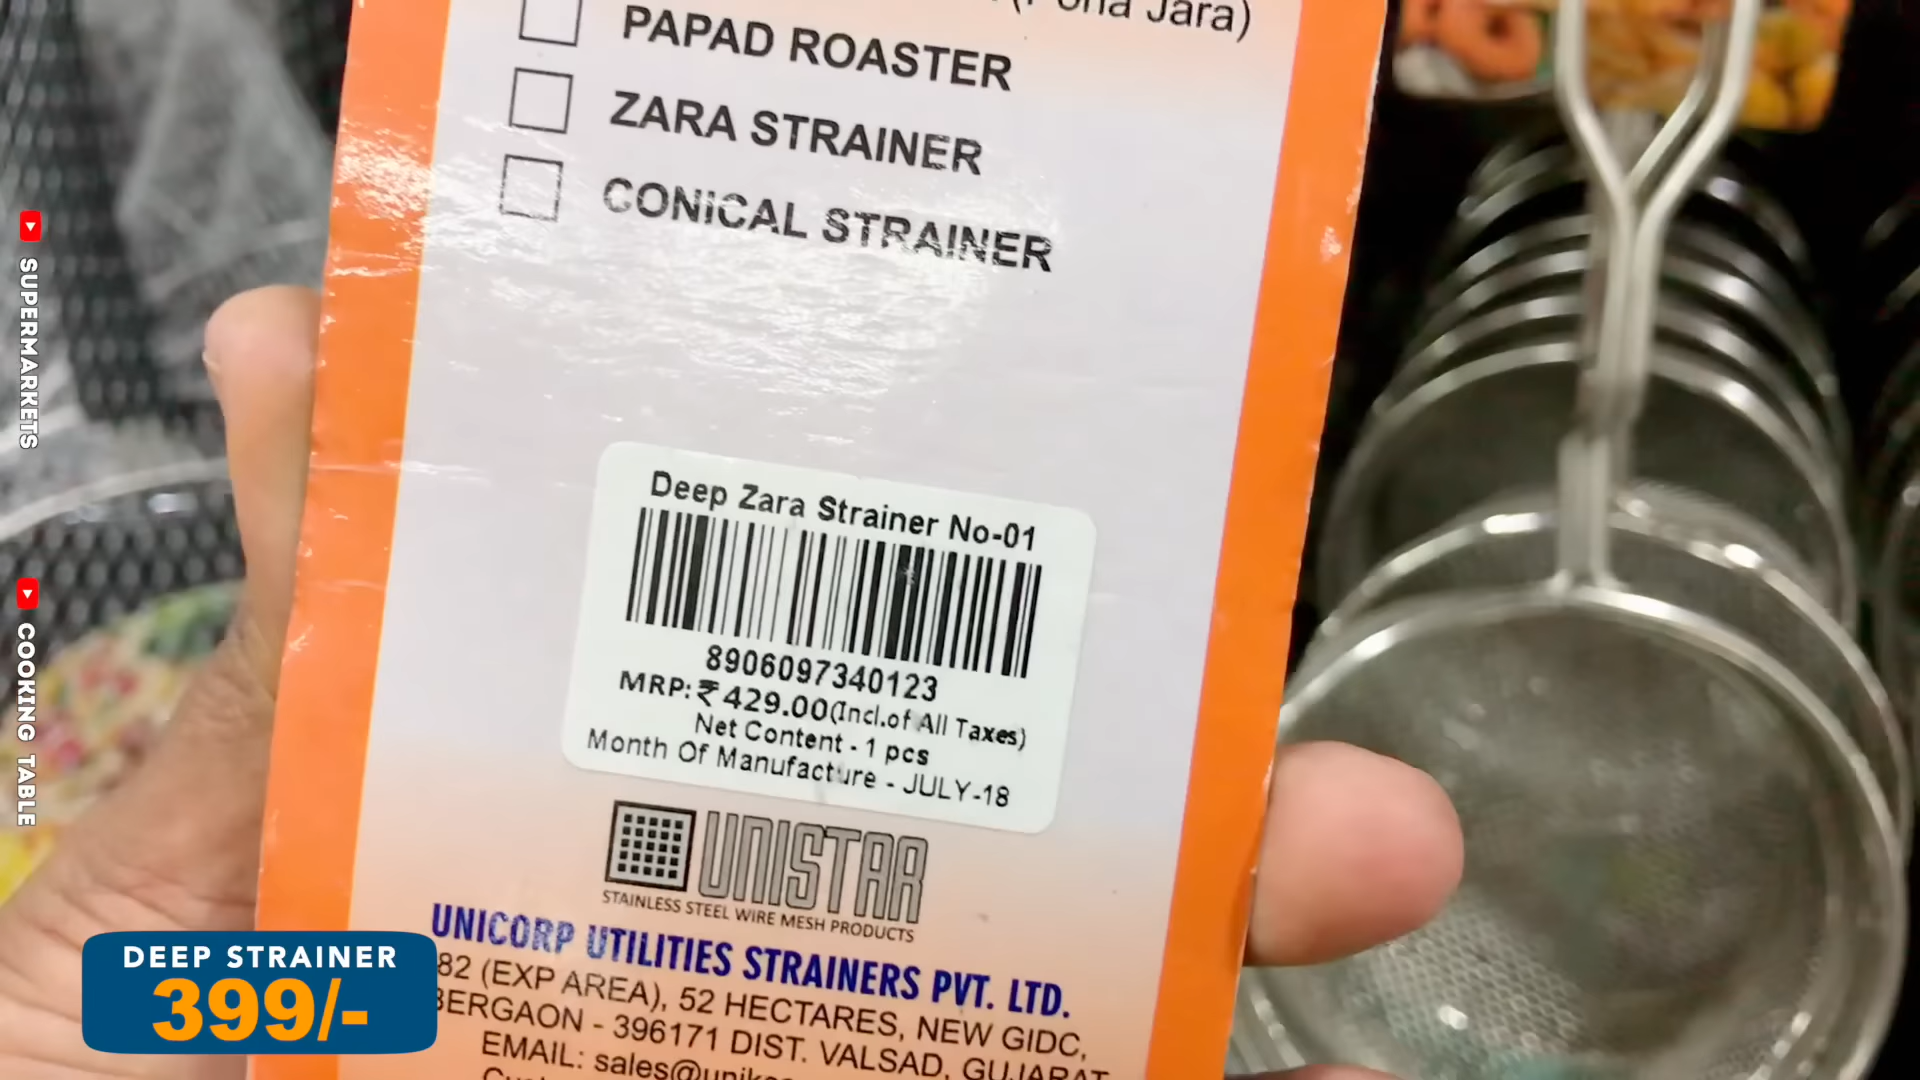 Jara)
PAPAD ROASTER
ZARA STRAINER
CONICAL STRAINER
Deep Zara Strainer No-01
8906097340123
MRP:₹429.00(Incl.of All Taxes)
Net Content - 1 pcs
Month Of Manufacture - JULY-18
UNISTAR
STAINLESS STEEL WIRE MESH PRODUCTS
UNICORP UTILITIES STRAINERS PVT. LTD.
82 (EXP AREA), 52 HECTARES, NEW GIDC,
BERGAON - 396171 DIST. VALSAD, GUJARAT
EMAIL:
SUPERMARKETS
COOKING TABLE
DEEP STRAINER
399/-